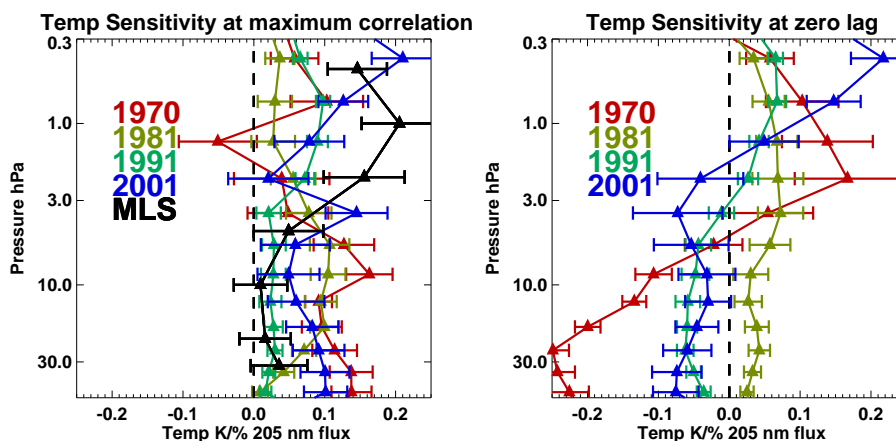 Temp Sensitivity at maximum correlation
0.3
1.0
3.0
10.0
30.0
Pressure hPa
1970
1981
1991
2001
MLS
-0.2 -0.1 0.0 0.1 0.2
Temp K/% 205 nm flux
Temp Sensitivity at zero lag
0.3
1.0
3.0
10.0
30.0
Pressure hPa
1970
1981
1991
2001
-0.2 -0.1 0.0 0.1 0.2
Temp K/% 205 nm flux